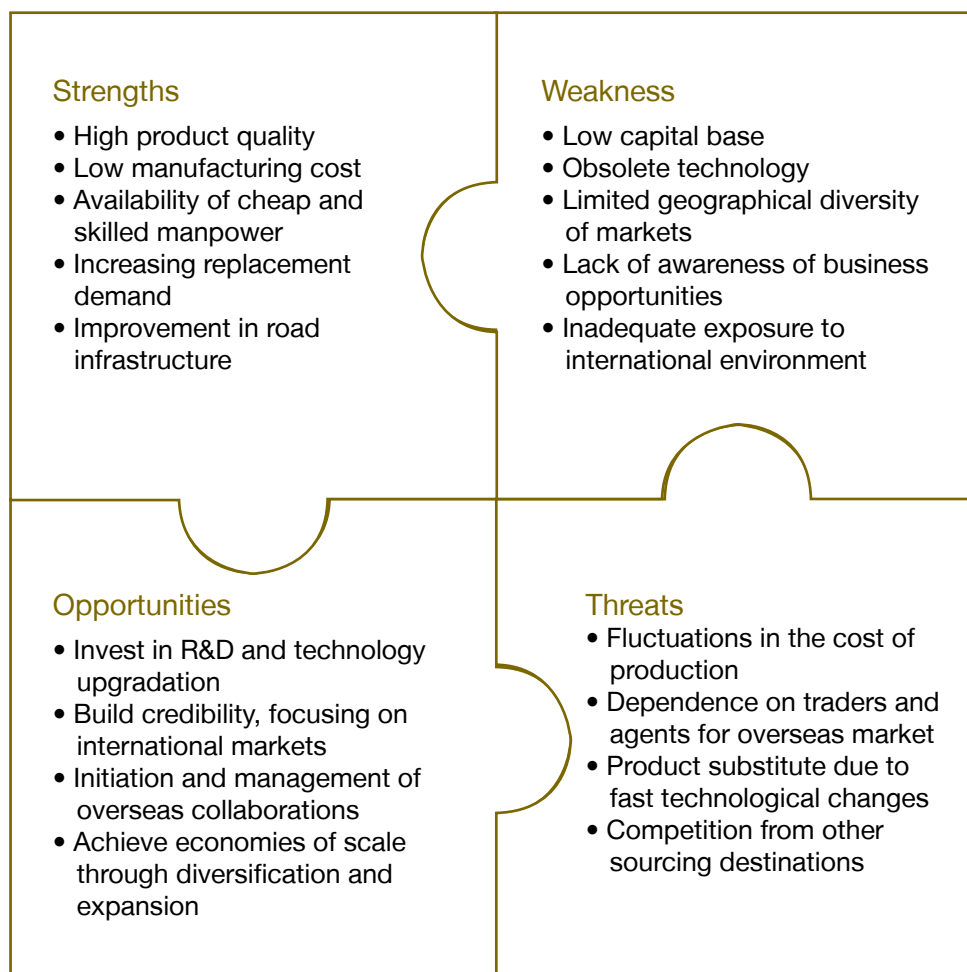 Strengths
• High product quality
• Low manufacturing cost
• Availability of cheap and
skilled manpower
• Increasing replacement
demand
• Improvement in road
infrastructure
Weakness
• Low capital base
• Obsolete technology
• Limited geographical diversity
of markets
• Lack of awareness of business
opportunities
• Inadequate exposure to
international environment
Opportunities
• Invest in R&D and technology
upgradation
• Build credibility, focusing on
international markets
• Initiation and management of
overseas collaborations
• Achieve economies of scale
through diversification and
expansion
Threats
• Fluctuations in the cost of
production
• Dependence on traders and
agents for overseas market
• Product substitute due to
fast technological changes
• Competition from other
sourcing destinations